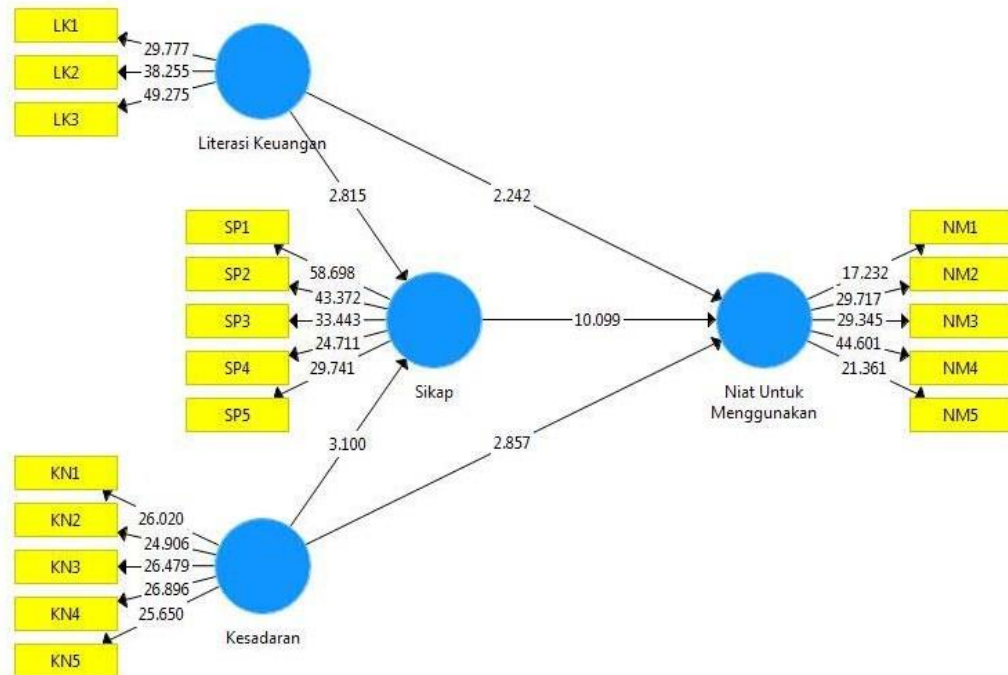 LK1
29.777
LK2
38.255
49.275
LK3
Literasi Keuangan
2.815
2.242
SP1
58.698
SP2
43.372
SP3
33.443
24.711
SP4
29.741
SP5
Sikap
10.099
NM1
17.232
NM2
29.717
29.345
NM3
44.601
NM4
21.361
NM5
Niat Untuk
Menggunakan
3.100
2.857
KN1
26.020
KN2
24.906
KN3
26.479
26.896
KN4
25.650
KN5
Kesadaran